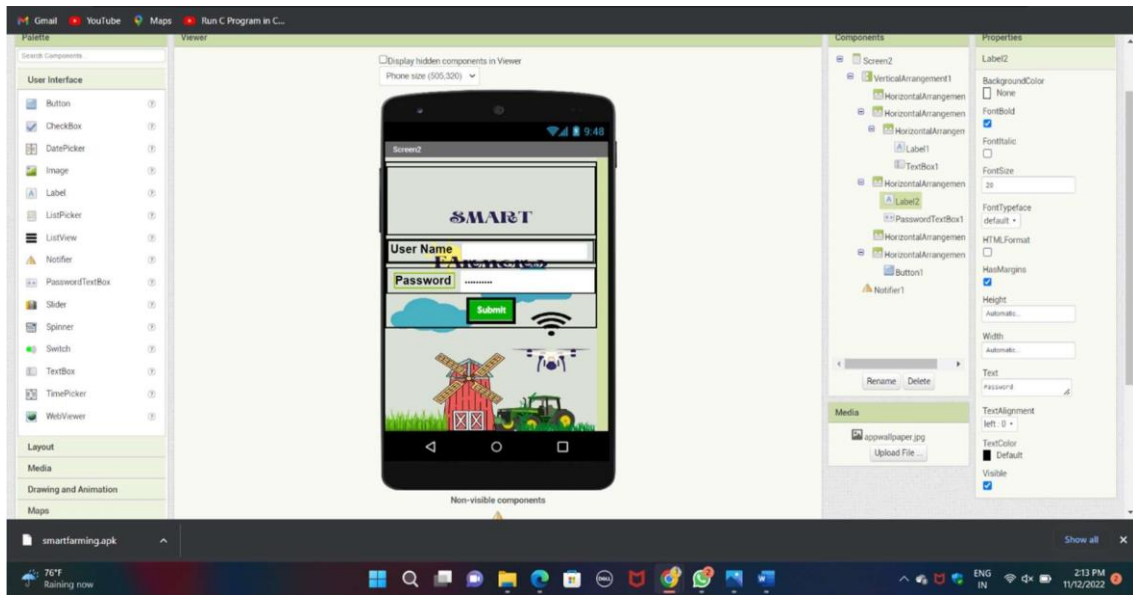 Gmail YouTube Maps Run C Program in C...
Palette Viewer Components Properties
Search Components...
User Interface
Button
CheckBox
DatePicker
Image
Label
ListPicker
ListView
Notifier
PasswordTextBox
Slider
Spinner
Switch
TextBox
TimePicker
WebViewer
Layout
Media
Drawing and Animation
Maps
Display hidden components in Viewer
Phone size (505,320)
9:48
Screen2
SMART
User Name
FARMERS
Password ..........
Submit
Non-visible components
Screen2
VerticalArrangement1
HorizontalArrangemen
HorizontalArrangemen
HorizontalArrangem
Label1
TextBox1
HorizontalArrangemen
Label2
PasswordTextBox1
HorizontalArrangemen
HorizontalArrangemen
Button1
Notifier1
Rename Delete
Media
appwallpaper.jpg
Upload File ...
Label2
BackgroundColor
None
FontBold
FontItalic
FontSize
20
FontTypeface
default
HTMLFormat
HasMargins
Height
Automatic...
Width
Automatic...
Text
Password
TextAlignment
left : 0
TextColor
Default
Visible
smartfarming.apk Show all
76°F
Raining now
ENG
IN
2:13 PM
11/12/2022
2